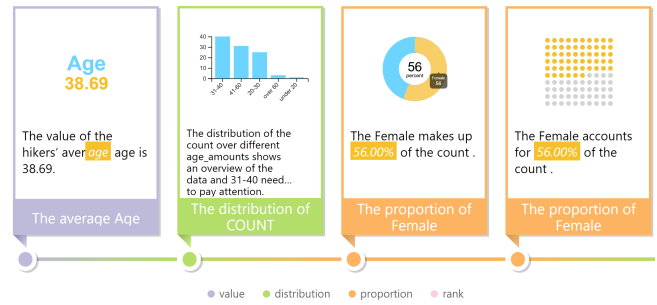 Age
38.69
The value of the
hikers' aver age age is
38.69.
The average Age
40
30
20
10
0
31-40
41-60
20-30
over 60
under 20
The distribution of the
count over different
age_amounts shows
an overview of the
data and 31-40 need...
to pay attention.
The distribution of
COUNT
56
percent
Female
56
The Female makes up
56.00% of the count .
The proportion of
Female
The Female accounts
for 56.00% of the
count .
The proportion of
Female
value
distribution
proportion
rank